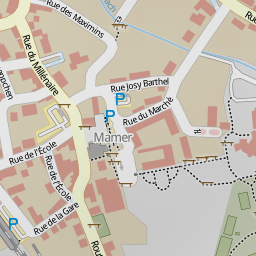 Rue des Maximins
Rue du Millénaire
Rue Josy Barthel
P
Rue du Marché
P
Mamer
Rue de l'École
Rue de l'École
Rue de la Gare
P